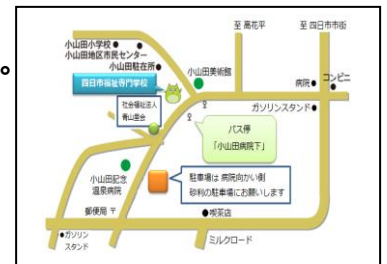 至 高花平
至 四日市市街
小山田小学校●
小山田地区市民センター
小山田駐在所●
小山田美術館
四日市福祉専門学校
病院●
コンビニ
ガソリンスタンド●
社会福祉法人
青山里会
バス停
「小山田病院下」
小山田記念
温泉病院
駐車場は 病院向かい側
砂利の駐車場にお願いします
郵便局 〒
●喫茶店
●ガソリン
スタンド
ミルクロード